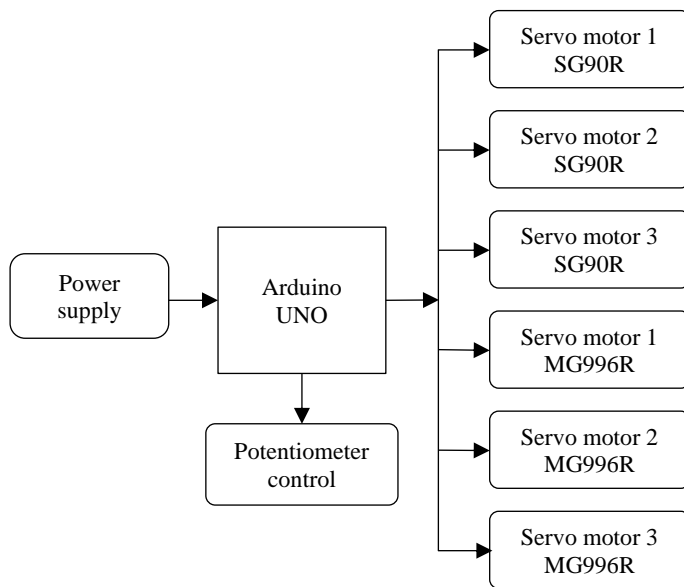 Servo motor 1
SG90R
Servo motor 2
SG90R
Servo motor 3
SG90R
Power
supply
Arduino
UNO
Servo motor 1
MG996R
Potentiometer
control
Servo motor 2
MG996R
Servo motor 3
MG996R